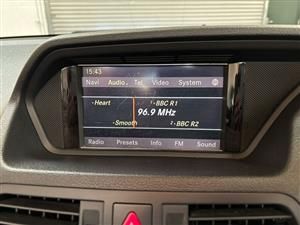 15:43
Navi Audio Tel Video System
·Heart ·BBC R1
96.9 MHz
·Smooth ·BBC R2
Radio Presets Info FM Sound